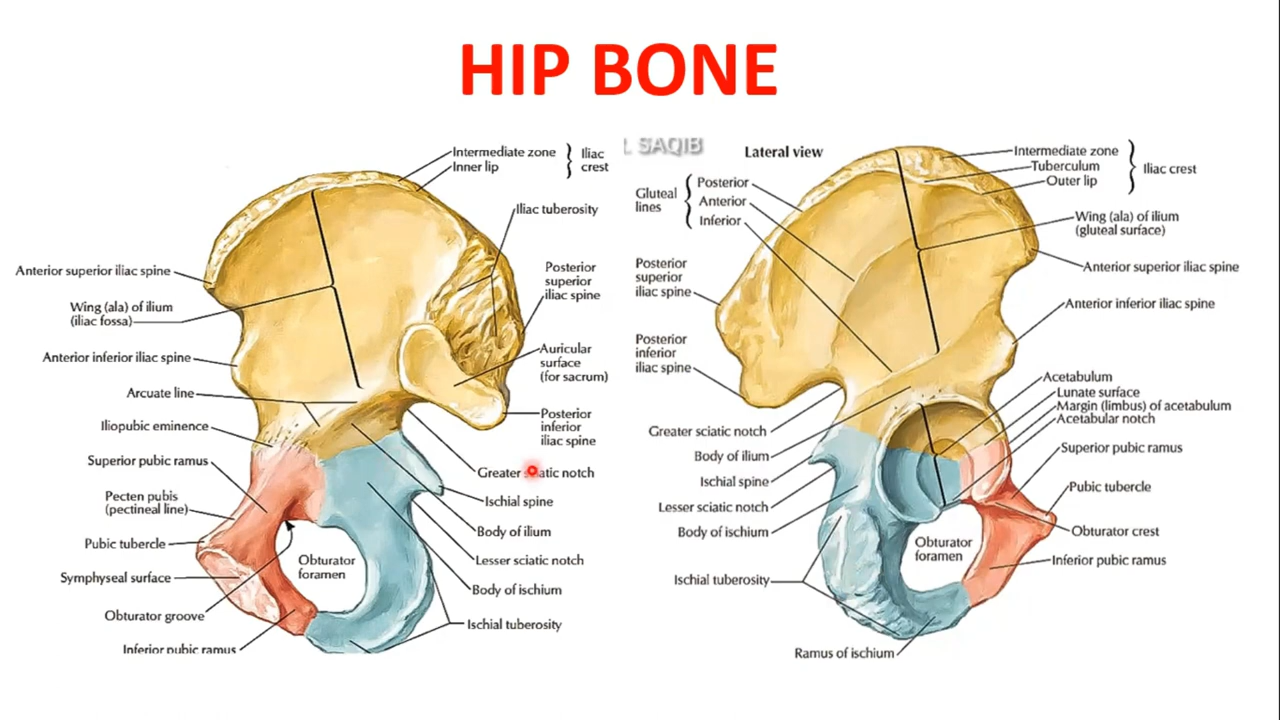 HIP BONE
. SAQIB
Intermediate zone
Inner lip
Iliac
crest
Iliac tuberosity
Anterior superior iliac spine
Wing (ala) of ilium
(iliac fossa)
Anterior inferior iliac spine
Arcuate line
Iliopubic eminence
Superior pubic ramus
Pecten pubis
(pectineal line)
Pubic tubercle
Symphyseal surface
Obturator groove
Inferior pubic ramus
Obturator
foramen
Posterior
superior
iliac spine
Auricular
surface
(for sacrum)
Posterior
inferior
iliac spine
Greater sciatic notch
Ischial spine
Body of ilium
Lesser sciatic notch
Body of ischium
Ischial tuberosity
Lateral view
Gluteal
lines
Posterior
Anterior
Inferior
Posterior
superior
iliac spine
Posterior
inferior
iliac spine
Greater sciatic notch
Body of ilium
Ischial spine
Lesser sciatic notch
Body of ischium
Ischial tuberosity
Ramus of ischium
Obturator
foramen
Intermediate zone
Tuberculum
Outer lip
Iliac crest
Wing (ala) of ilium
(gluteal surface)
Anterior superior iliac spine
Anterior inferior iliac spine
Acetabulum
Lunate surface
Margin (limbus) of acetabulum
Acetabular notch
Superior pubic ramus
Pubic tubercle
Obturator crest
Inferior pubic ramus